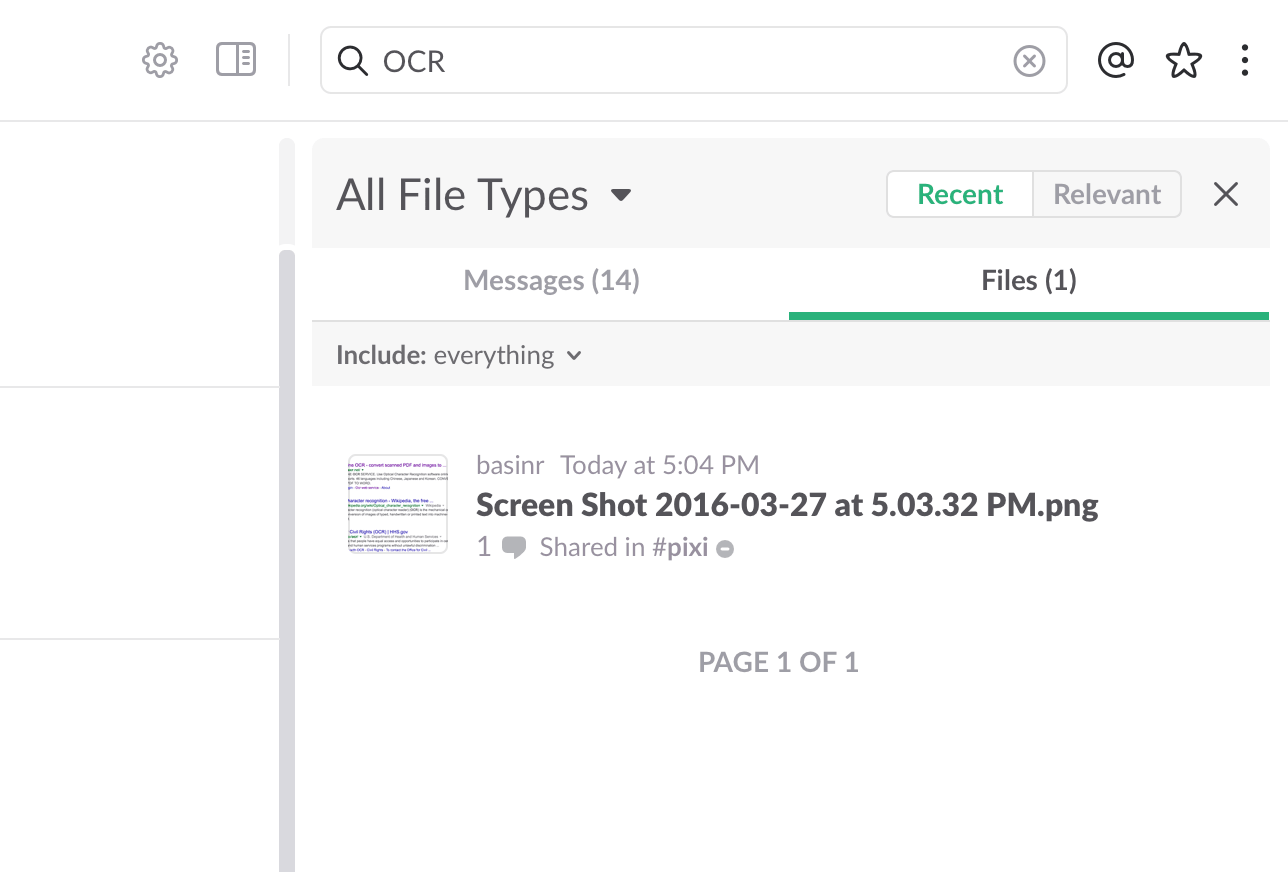 OCR
All File Types
Recent Relevant
Messages (14) Files (1)
Include: everything
basinr Today at 5:04 PM
Screen Shot 2016-03-27 at 5.03.32 PM.png
1 Shared in #pixi
PAGE 1 OF 1